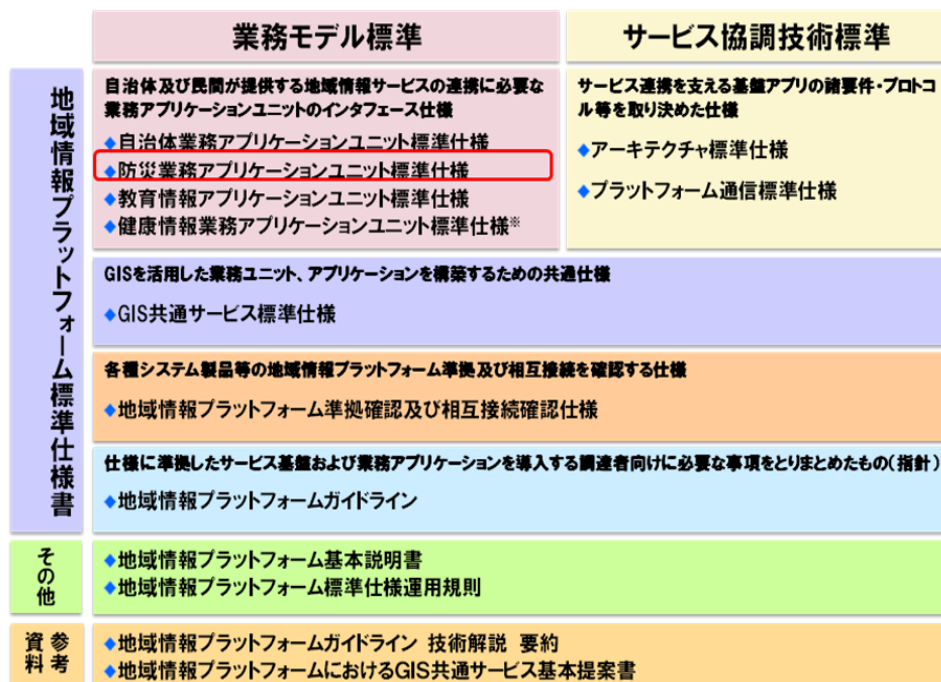 業務モデル標準
サービス協調技術標準
地域情報プラットフォーム標準仕様書
自治体及び民間が提供する地域情報サービスの連携に必要な
業務アプリケーションユニットのインタフェース仕様
◆自治体業務アプリケーションユニット標準仕様
◆防災業務アプリケーションユニット標準仕様
◆教育情報アプリケーションユニット標準仕様
◆健康情報業務アプリケーションユニット標準仕様※
サービス連携を支える基盤アプリの諸要件・プロトコ
ル等を取り決めた仕様
◆アーキテクチャ標準仕様
◆プラットフォーム通信標準仕様
GISを活用した業務ユニット、アプリケーションを構築するための共通仕様
◆GIS共通サービス標準仕様
各種システム製品等の地域情報プラットフォーム準拠及び相互接続を確認する仕様
◆地域情報プラットフォーム準拠確認及び相互接続確認仕様
仕様に準拠したサービス基盤および業務アプリケーションを導入する調達者向けに必要な事項をとりまとめたもの(指針)
◆地域情報プラットフォームガイドライン
その他
◆地域情報プラットフォーム基本説明書
◆地域情報プラットフォーム標準仕様運用規則
参考
資料
◆地域情報プラットフォームガイドライン 技術解説 要約
◆地域情報プラットフォームにおけるGIS共通サービス基本提案書